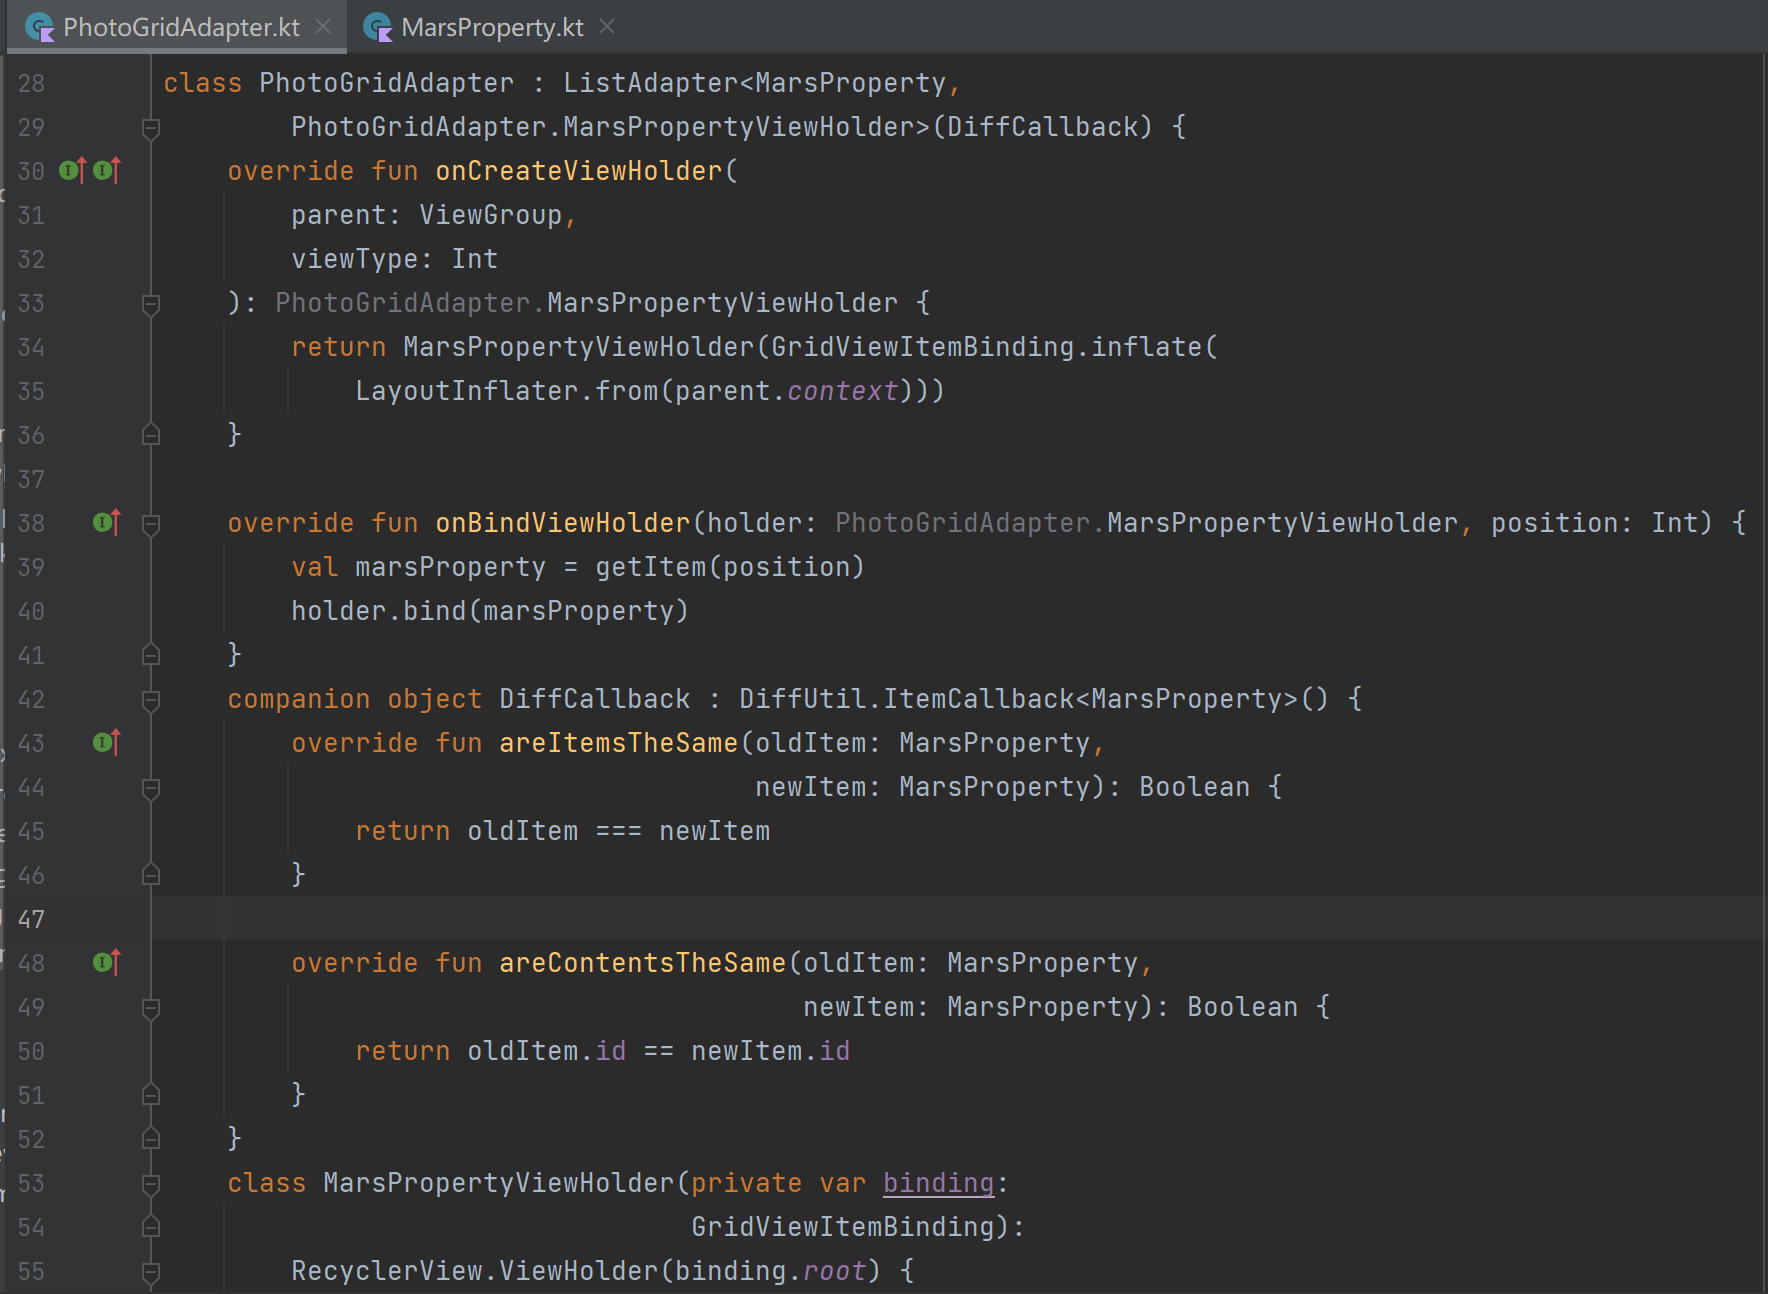 PhotoGridAdapter.kt MarsProperty.kt
28 class PhotoGridAdapter : ListAdapter<MarsProperty,
29 PhotoGridAdapter.MarsPropertyViewHolder>(DiffCallback) {
30 override fun onCreateViewHolder(
31 parent: ViewGroup,
32 viewType: Int
33 ): PhotoGridAdapter.MarsPropertyViewHolder {
34 return MarsPropertyViewHolder(GridViewItemBinding.inflate(
35 LayoutInflater.from(parent.context)))
36 }
37
38 override fun onBindViewHolder(holder: PhotoGridAdapter.MarsPropertyViewHolder, position: Int) {
39 val marsProperty = getItem(position)
40 holder.bind(marsProperty)
41 }
42 companion object DiffCallback : DiffUtil.ItemCallback<MarsProperty>() {
43 override fun areItemsTheSame(oldItem: MarsProperty,
44 newItem: MarsProperty): Boolean {
45 return oldItem === newItem
46 }
47
48 override fun areContentsTheSame(oldItem: MarsProperty,
49 newItem: MarsProperty): Boolean {
50 return oldItem.id == newItem.id
51 }
52 }
53 class MarsPropertyViewHolder(private var binding:
54 GridViewItemBinding):
55 RecyclerView.ViewHolder(binding.root) {